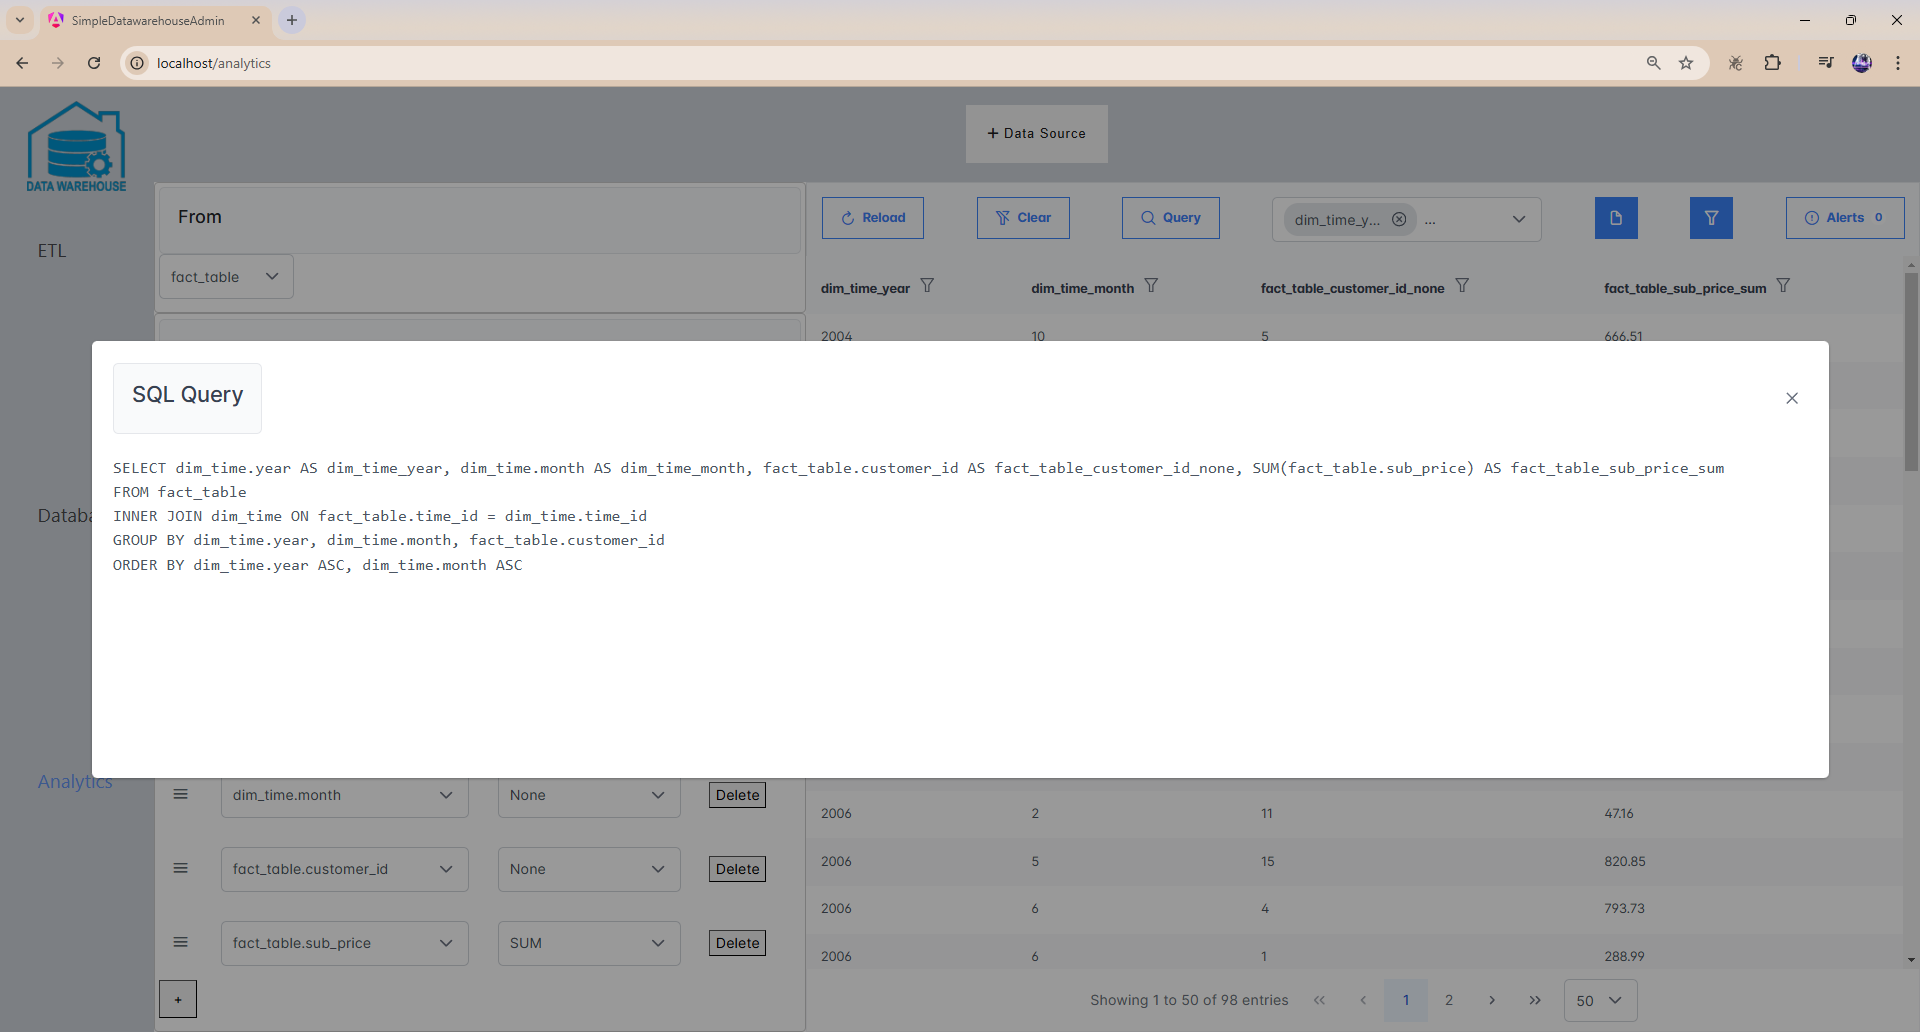 SimpleDatawarehouseAdmin
localhost/analytics
DATA WAREHOUSE
+ Data Source
From
Reload
Clear
Query
dim_time_y...
...
Alerts 0
ETL
fact_table
dim_time_year
dim_time_month
fact_table_customer_id_none
fact_table_sub_price_sum
2004 10 5 666.51
SQL Query
SELECT dim_time.year AS dim_time_year, dim_time.month AS dim_time_month, fact_table.customer_id AS fact_table_customer_id_none, SUM(fact_table.sub_price) AS fact_table_sub_price_sum
FROM fact_table
INNER JOIN dim_time ON fact_table.time_id = dim_time.time_id
GROUP BY dim_time.year, dim_time.month, fact_table.customer_id
ORDER BY dim_time.year ASC, dim_time.month ASC
Databa
Analytics
dim_time.month None Delete
2006 2 11 47.16
2006 5 15 820.85
fact_table.customer_id None Delete
2006 6 4 793.73
fact_table.sub_price SUM Delete
2006 6 1 288.99
+
Showing 1 to 50 of 98 entries « ‹ 1 2 › » 50